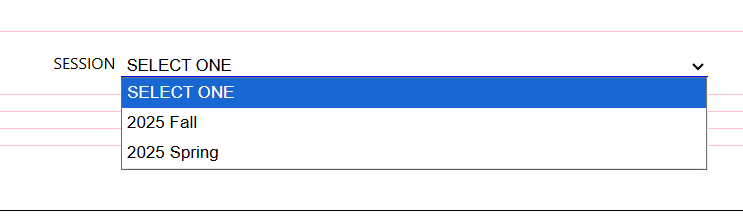 SESSION SELECT ONE
SELECT ONE
2025 Fall
2025 Spring